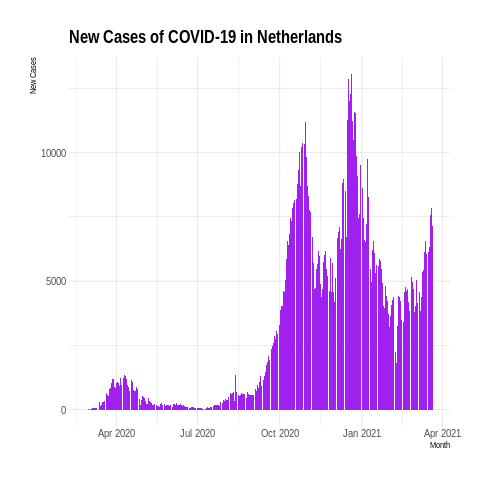 New Cases of COVID-19 in Netherlands
New Cases
10000
5000
0
Apr 2020 Jul 2020 Oct 2020 Jan 2021 Apr 2021
Month